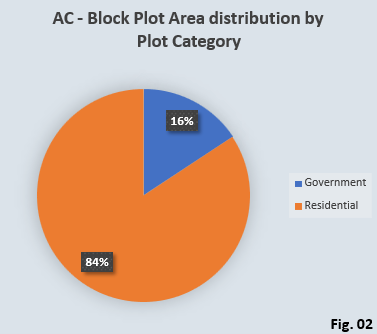 AC - Block Plot Area distribution by
Plot Category
16%
Government
Residential
84%
Fig. 02